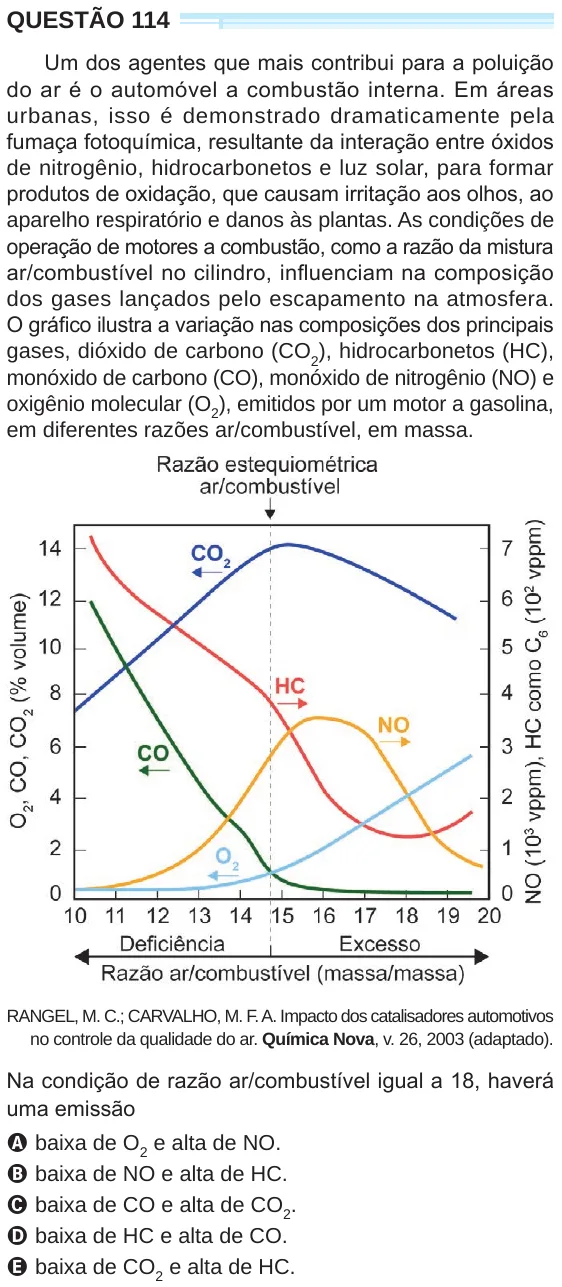 QUESTÃO 114
Um dos agentes que mais contribui para a poluição
do ar é o automóvel a combustão interna. Em áreas
urbanas, isso é demonstrado dramaticamente pela
fumaça fotoquímica, resultante da interação entre óxidos
de nitrogênio, hidrocarbonetos e luz solar, para formar
produtos de oxidação, que causam irritação aos olhos, ao
aparelho respiratório e danos às plantas. As condições de
operação de motores a combustão, como a razão da mistura
ar/combustível no cilindro, influenciam na composição
dos gases lançados pelo escapamento na atmosfera.
O gráfico ilustra a variação nas composições dos principais
gases, dióxido de carbono (CO₂), hidrocarbonetos (HC),
monóxido de carbono (CO), monóxido de nitrogênio (NO) e
oxigênio molecular (O₂), emitidos por um motor a gasolina,
em diferentes razões ar/combustível, em massa.
Razão estequiométrica
ar/combustível
O₂, CO, CO₂ (% volume)
14
12
10
8
6
4
2
0
CO₂
HC
NO
CO
O₂
7
6
5
4
3
2
1
0
NO (10³ vppm), HC como C₆ (10² vppm)
10 11 12 13 14 15 16 17 18 19 20
Deficiência Excesso
Razão ar/combustível (massa/massa)
RANGEL, M. C.; CARVALHO, M. F. A. Impacto dos catalisadores automotivos
no controle da qualidade do ar. Química Nova, v. 26, 2003 (adaptado).
Na condição de razão ar/combustível igual a 18, haverá
uma emissão
A baixa de O₂ e alta de NO.
B baixa de NO e alta de HC.
C baixa de CO e alta de CO₂.
D baixa de HC e alta de CO.
E baixa de CO₂ e alta de HC.